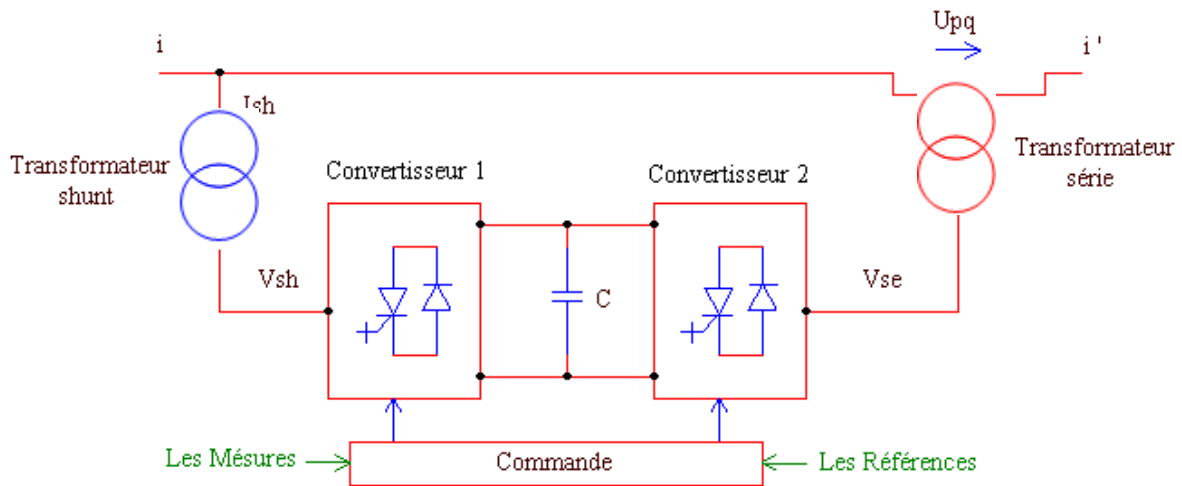 Upq
i
i '
Ish
Transformateur
shunt
Convertisseur 1
Convertisseur 2
Transformateur
série
Vsh
C
Vse
Les Mésures
Commande
Les Références